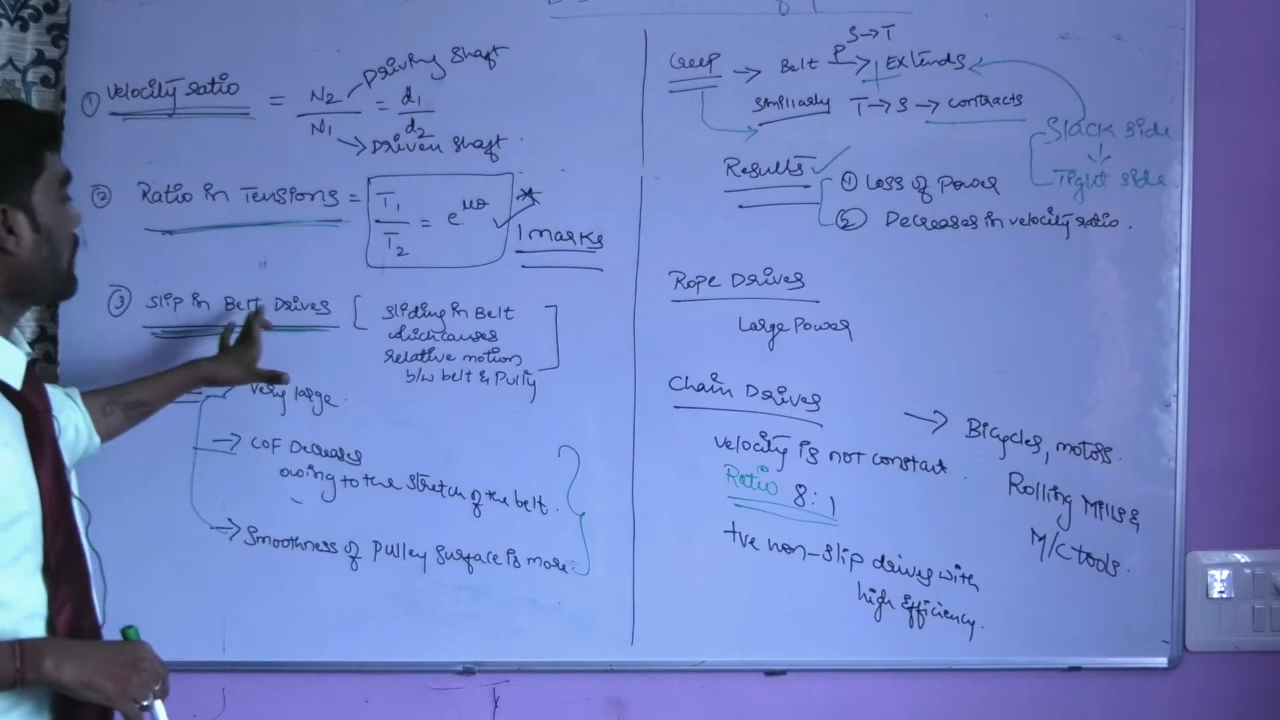 ① Velocity ratio = N2/N1 = d1/d2
Driving shaft
Driven shaft
② Ratio in Tensions = T1/T2 = e^μθ
1 marks
③ Slip in Belt Drives
Sliding in Belt
which causes
relative motion
b/w belt & Pully
very large.
→ COF Decreases
owing to the stretch of the belt.
→ Smoothness of pulley surface is more.
S→T
Creep → Belt P→ Extends
Similiarly T→S → contracts
Slack side
Tight side
Results
① Loss of Power
② Decreases in velocity ratio.
Rope Drives
Large Power
Chain Drives
velocity is not constant
Ratio 8:1
+ve non-slip drives with
high efficiency.
→ Bicycles, motors.
Rolling Mills &
M/C tools.